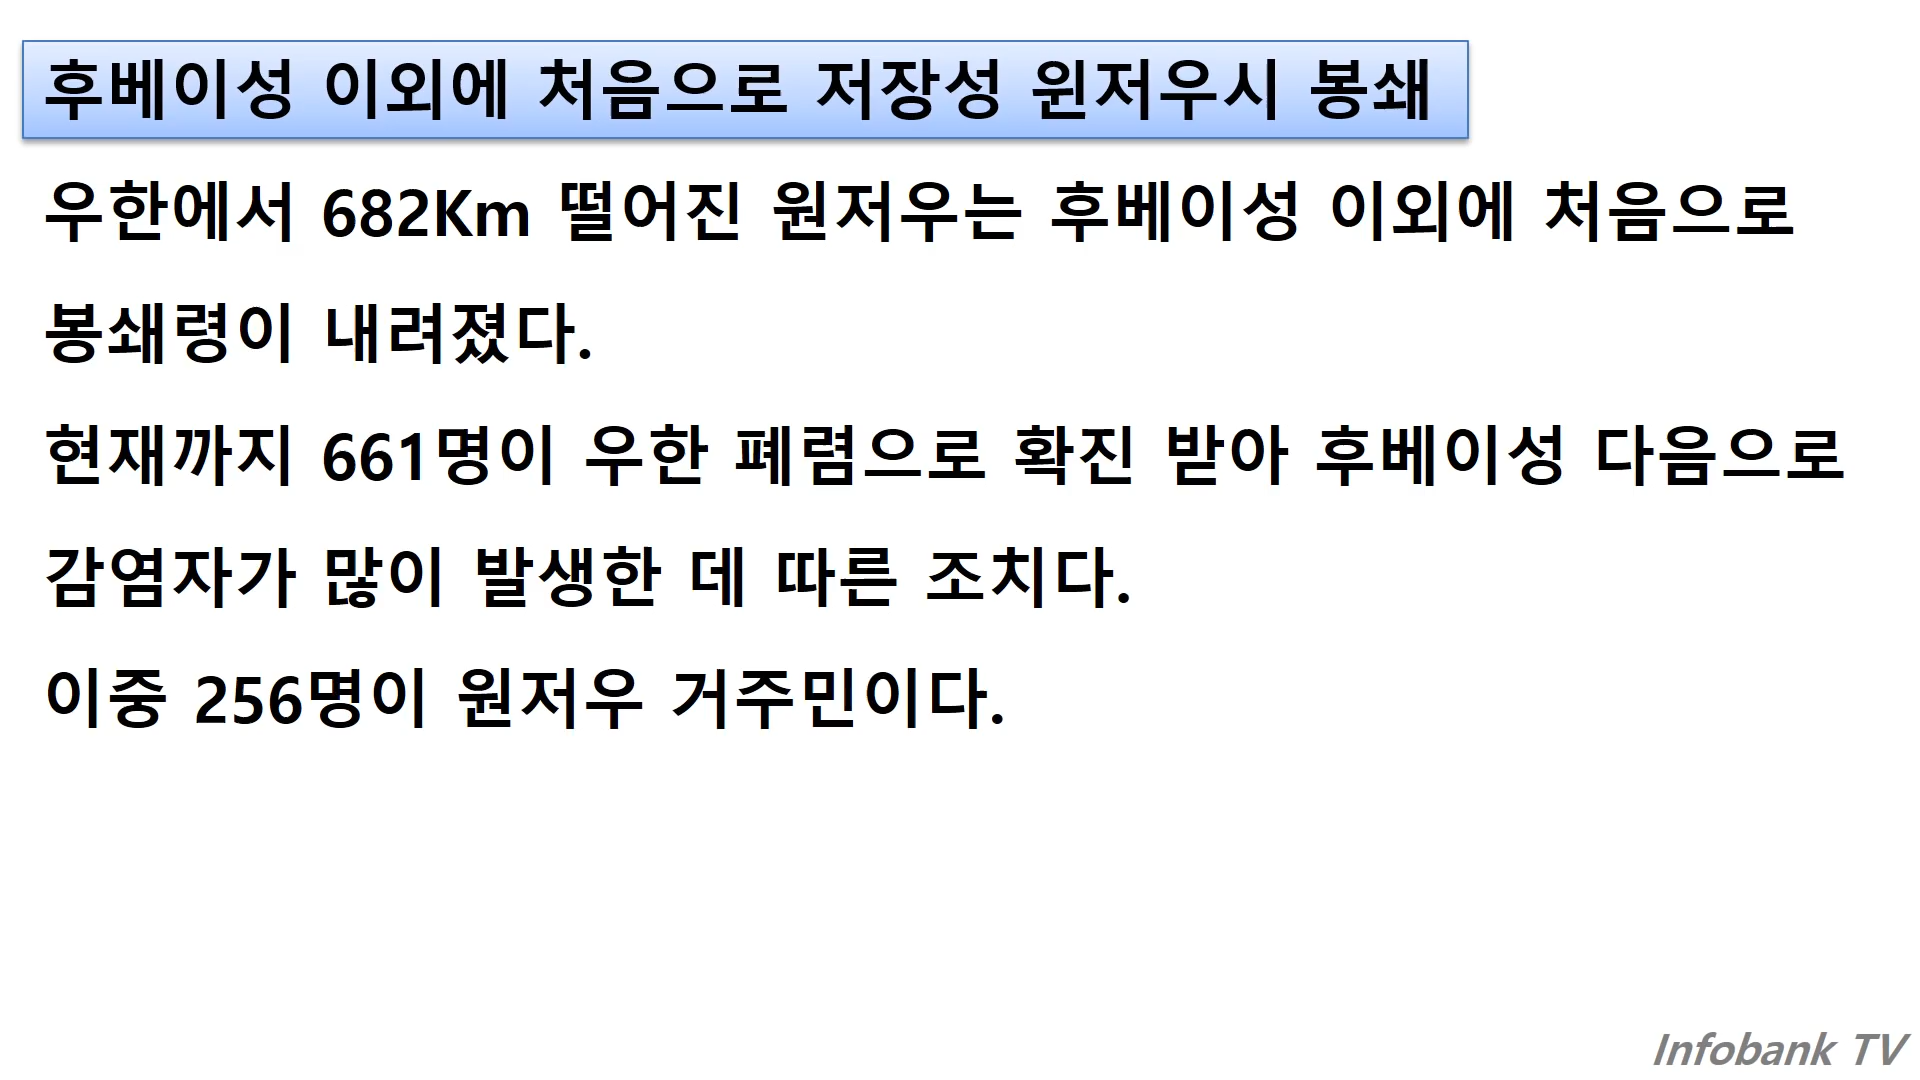 후베이성 이외에 처음으로 저장성 윈저우시 봉쇄
우한에서 682Km 떨어진 원저우는 후베이성 이외에 처음으로
봉쇄령이 내려졌다.
현재까지 661명이 우한 폐렴으로 확진 받아 후베이성 다음으로
감염자가 많이 발생한 데 따른 조치다.
이중 256명이 원저우 거주민이다.
Infobank TV